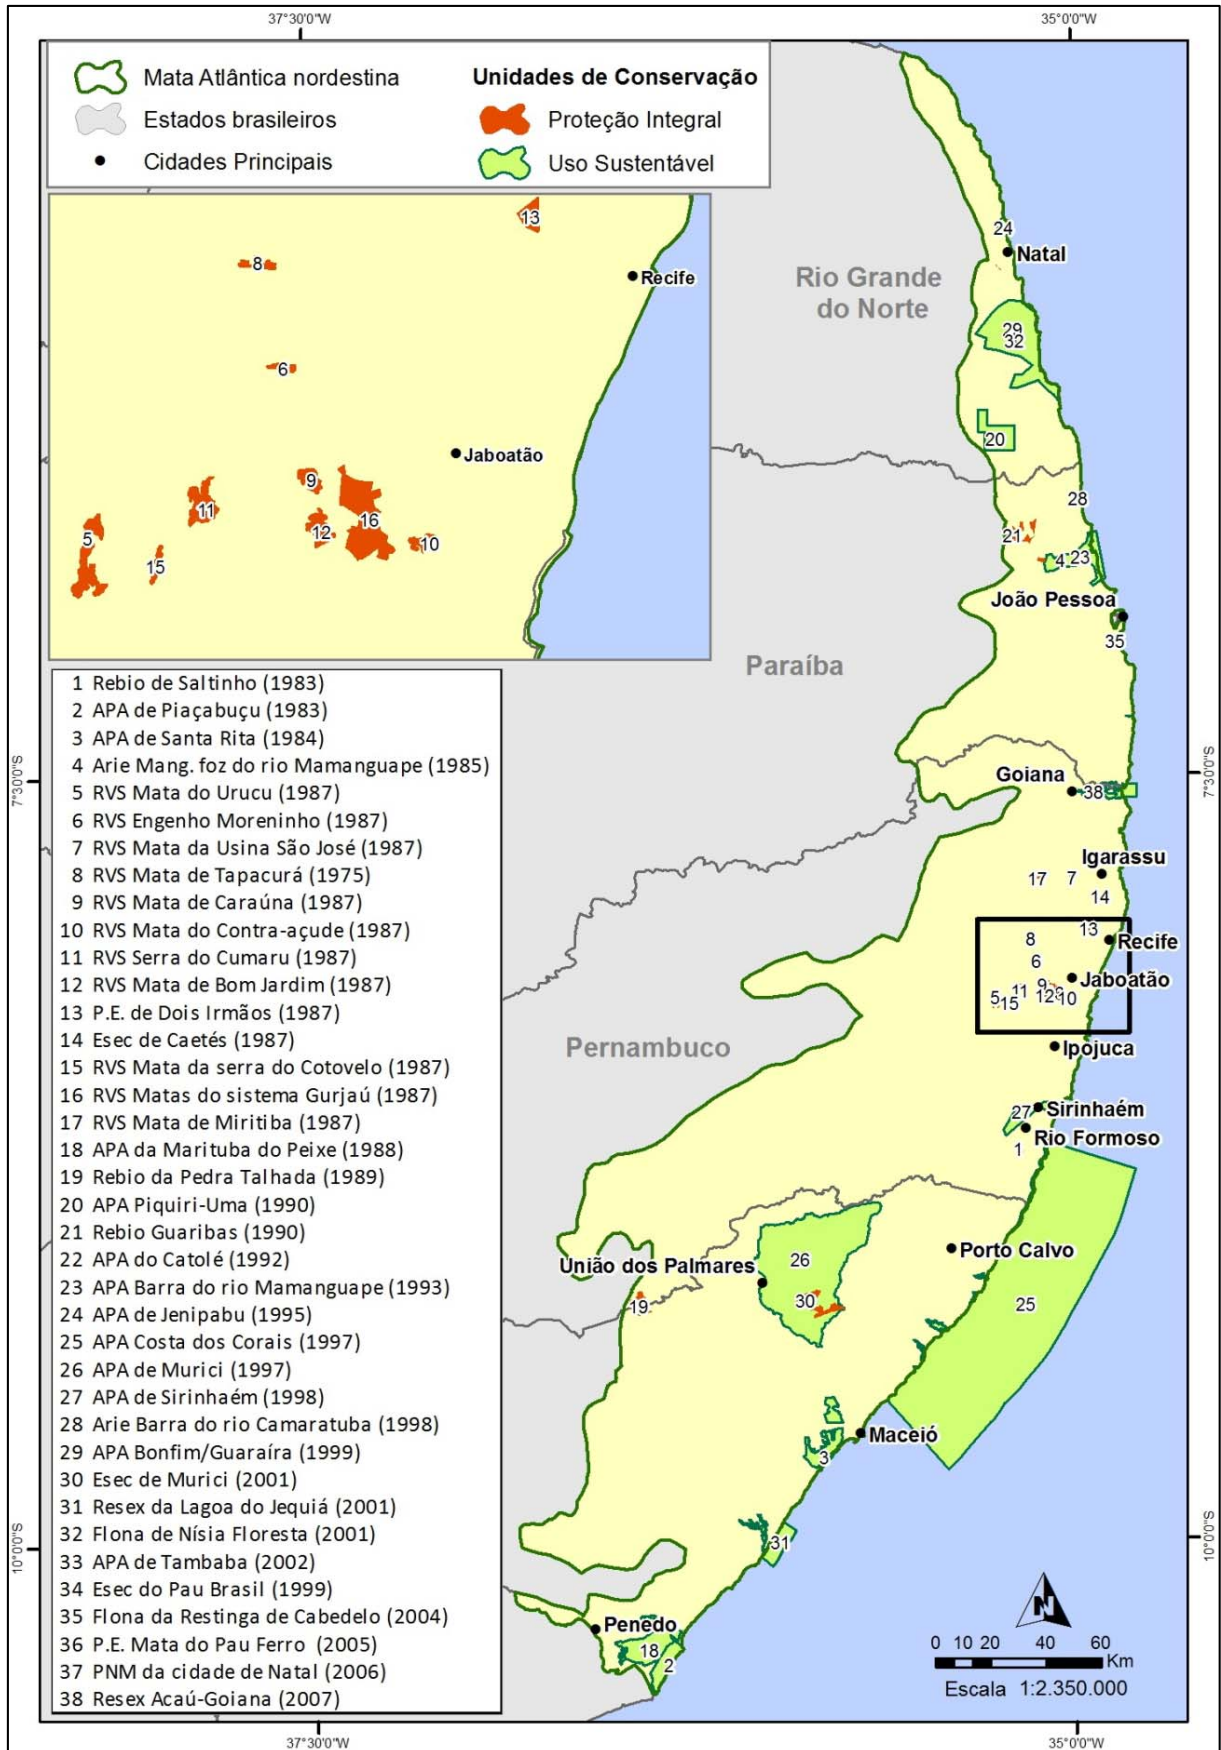 37°30'0"W 35°0'0"W
Mata Atlântica nordestina
Estados brasileiros
Cidades Principais
Unidades de Conservação
Proteção Integral
Uso Sustentável
13
8
Recife
6
Jaboatão
9
11
16
5
12
10
15
24
Natal
Rio Grande
do Norte
29
32
20
28
21
4 23
João Pessoa
35
Paraíba
7°30'0"S
7°30'0"S
Goiana
38
Igarassu
17 7
14
13
8
Recife
6
Jaboatão
9
11
5 15 12 10
Pernambuco
Ipojuca
27
Sirinhaém
Rio Formoso
1
26
União dos Palmares
Porto Calvo
19
30
25
Maceió
3
31
10°0'0"S
10°0'0"S
Penedo
18
2
1 Rebio de Saltinho (1983)
2 APA de Piaçabuçu (1983)
3 APA de Santa Rita (1984)
4 Arie Mang. foz do rio Mamanguape (1985)
5 RVS Mata do Urucu (1987)
6 RVS Engenho Moreninho (1987)
7 RVS Mata da Usina São José (1987)
8 RVS Mata de Tapacurá (1975)
9 RVS Mata de Caraúna (1987)
10 RVS Mata do Contra-açude (1987)
11 RVS Serra do Cumaru (1987)
12 RVS Mata de Bom Jardim (1987)
13 P.E. de Dois Irmãos (1987)
14 Esec de Caetés (1987)
15 RVS Mata da serra do Cotovelo (1987)
16 RVS Matas do sistema Gurjaú (1987)
17 RVS Mata de Miritiba (1987)
18 APA da Marituba do Peixe (1988)
19 Rebio da Pedra Talhada (1989)
20 APA Piquiri-Uma (1990)
21 Rebio Guaribas (1990)
22 APA do Catolé (1992)
23 APA Barra do rio Mamanguape (1993)
24 APA de Jenipabu (1995)
25 APA Costa dos Corais (1997)
26 APA de Murici (1997)
27 APA de Sirinhaém (1998)
28 Arie Barra do rio Camaratuba (1998)
29 APA Bonfim/Guaraíra (1999)
30 Esec de Murici (2001)
31 Resex da Lagoa do Jequiá (2001)
32 Flona de Nísia Floresta (2001)
33 APA de Tambaba (2002)
34 Esec do Pau Brasil (1999)
35 Flona da Restinga de Cabedelo (2004)
36 P.E. Mata do Pau Ferro (2005)
37 PNM da cidade de Natal (2006)
38 Resex Acaú-Goiana (2007)
N
0 10 20 40 60
Km
Escala 1:2.350.000
37°30'0"W 35°0'0"W